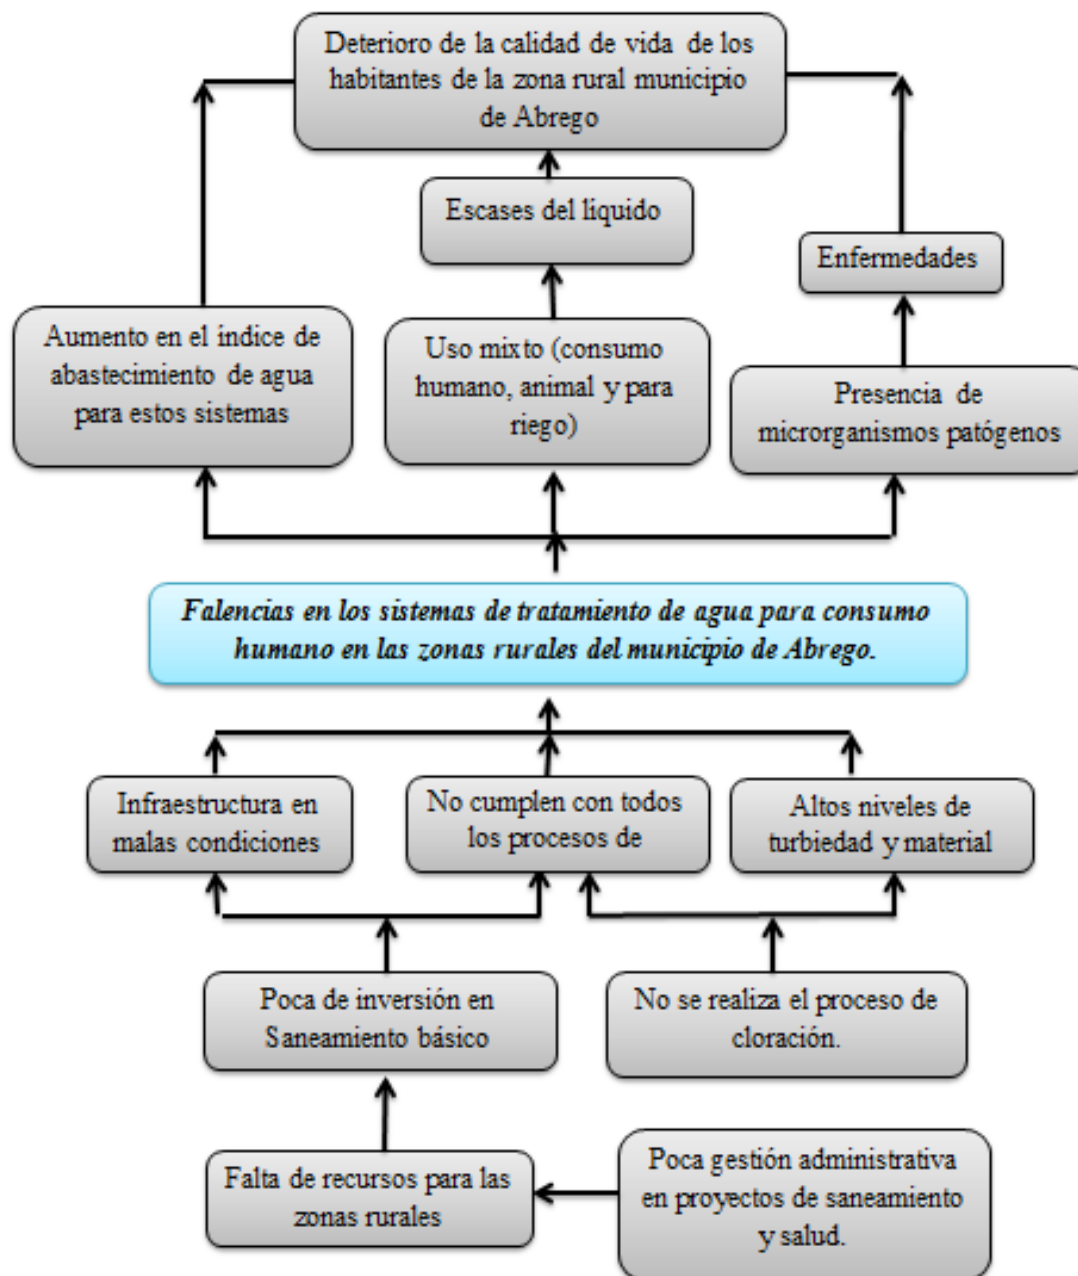 Deterioro de la calidad de vida de los
habitantes de la zona rural municipio
de Abrego
Escases del líquido
Enfermedades
Aumento en el índice de
abastecimiento de agua
para estos sistemas
Uso mixto (consumo
humano, animal y para
riego)
Presencia de
microrganismos patógenos
Falencias en los sistemas de tratamiento de agua para consumo
humano en las zonas rurales del municipio de Abrego.
Infraestructura en
malas condiciones
No cumplen con todos
los procesos de
Altos niveles de
turbiedad y material
Poca de inversión en
Saneamiento básico
No se realiza el proceso de
cloración.
Falta de recursos para las
zonas rurales
Poca gestión administrativa
en proyectos de saneamiento
y salud.